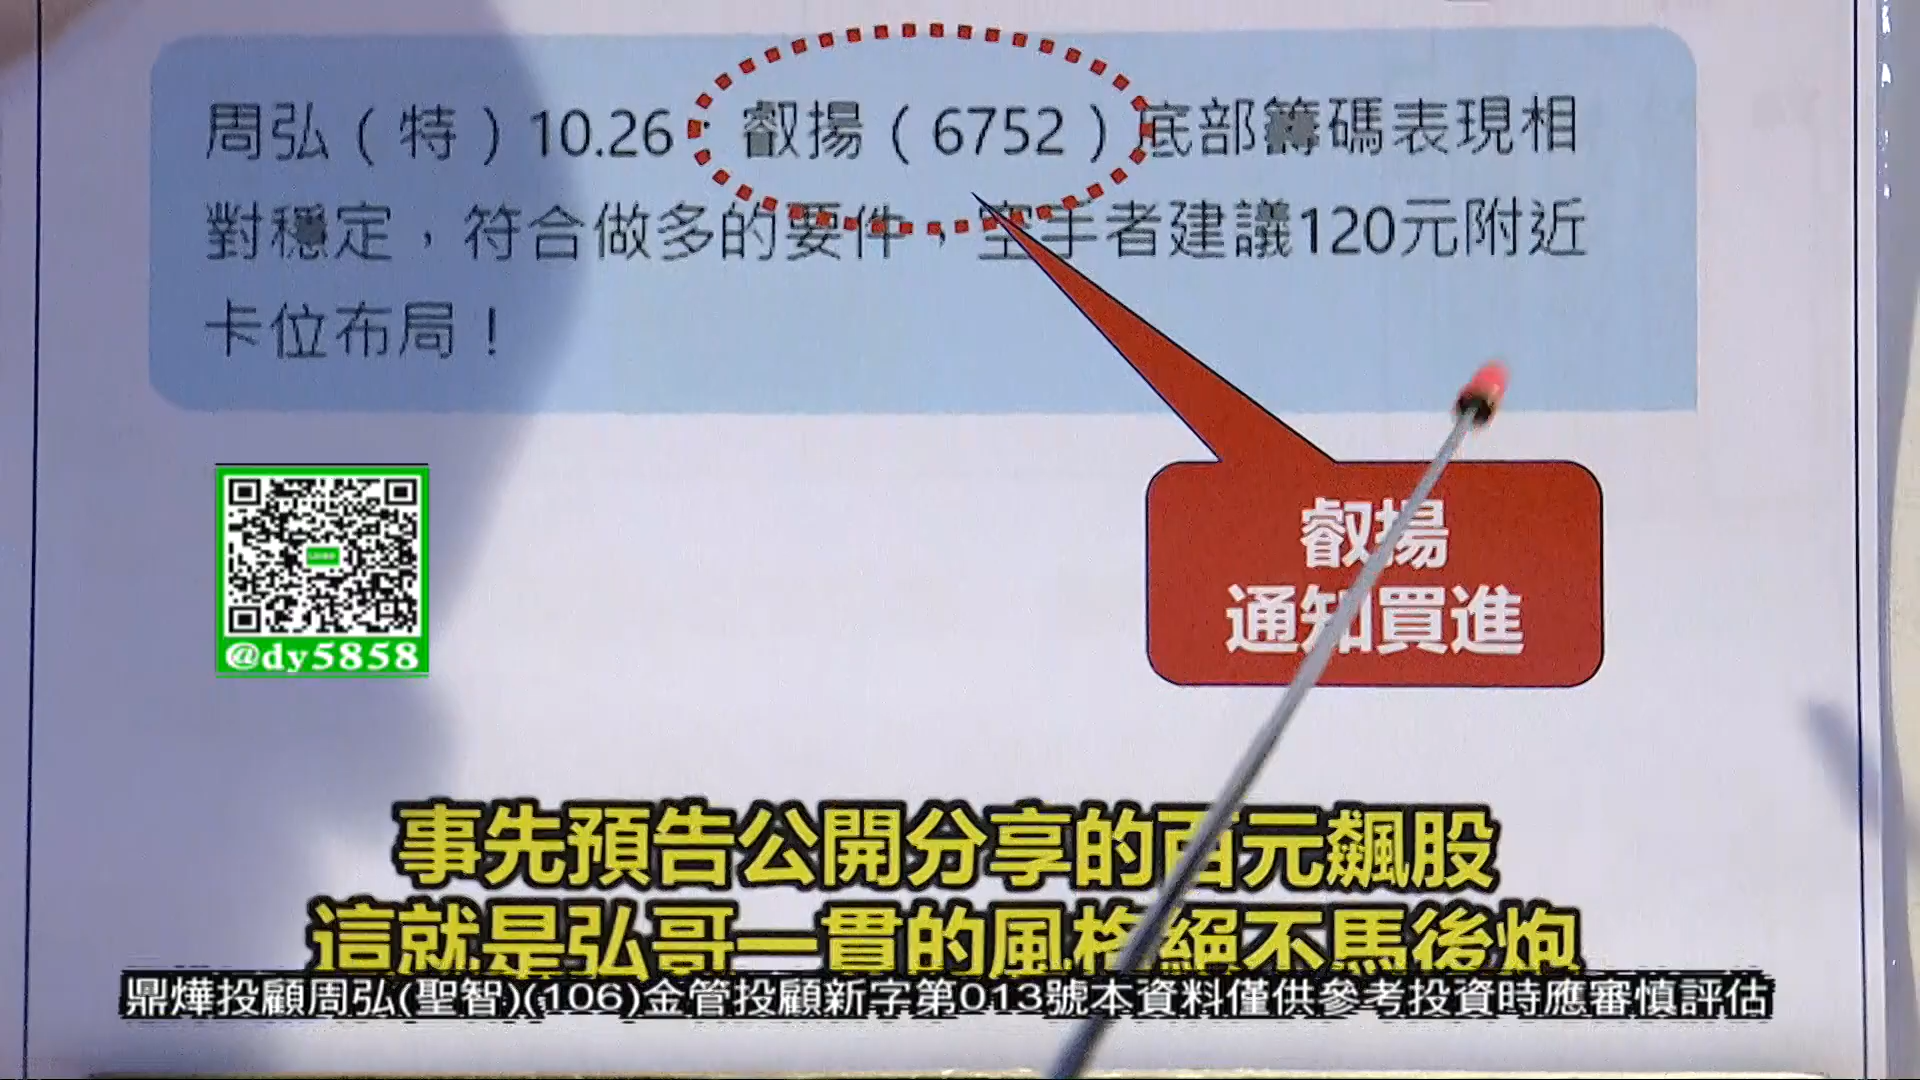 周弘（特）10.26，叡揚（6752）底部籌碼表現相
對穩定，符合做多的要件，空手者建議120元附近
卡位布局！
@dy5858
叡揚
通知買進
事先預告公開分享的百元飆股
這就是弘哥一貫的風格絕不馬後炮
鼎燁投顧周弘(聖智)(106)金管投顧新字第013號本資料僅供參考投資時應審慎評估